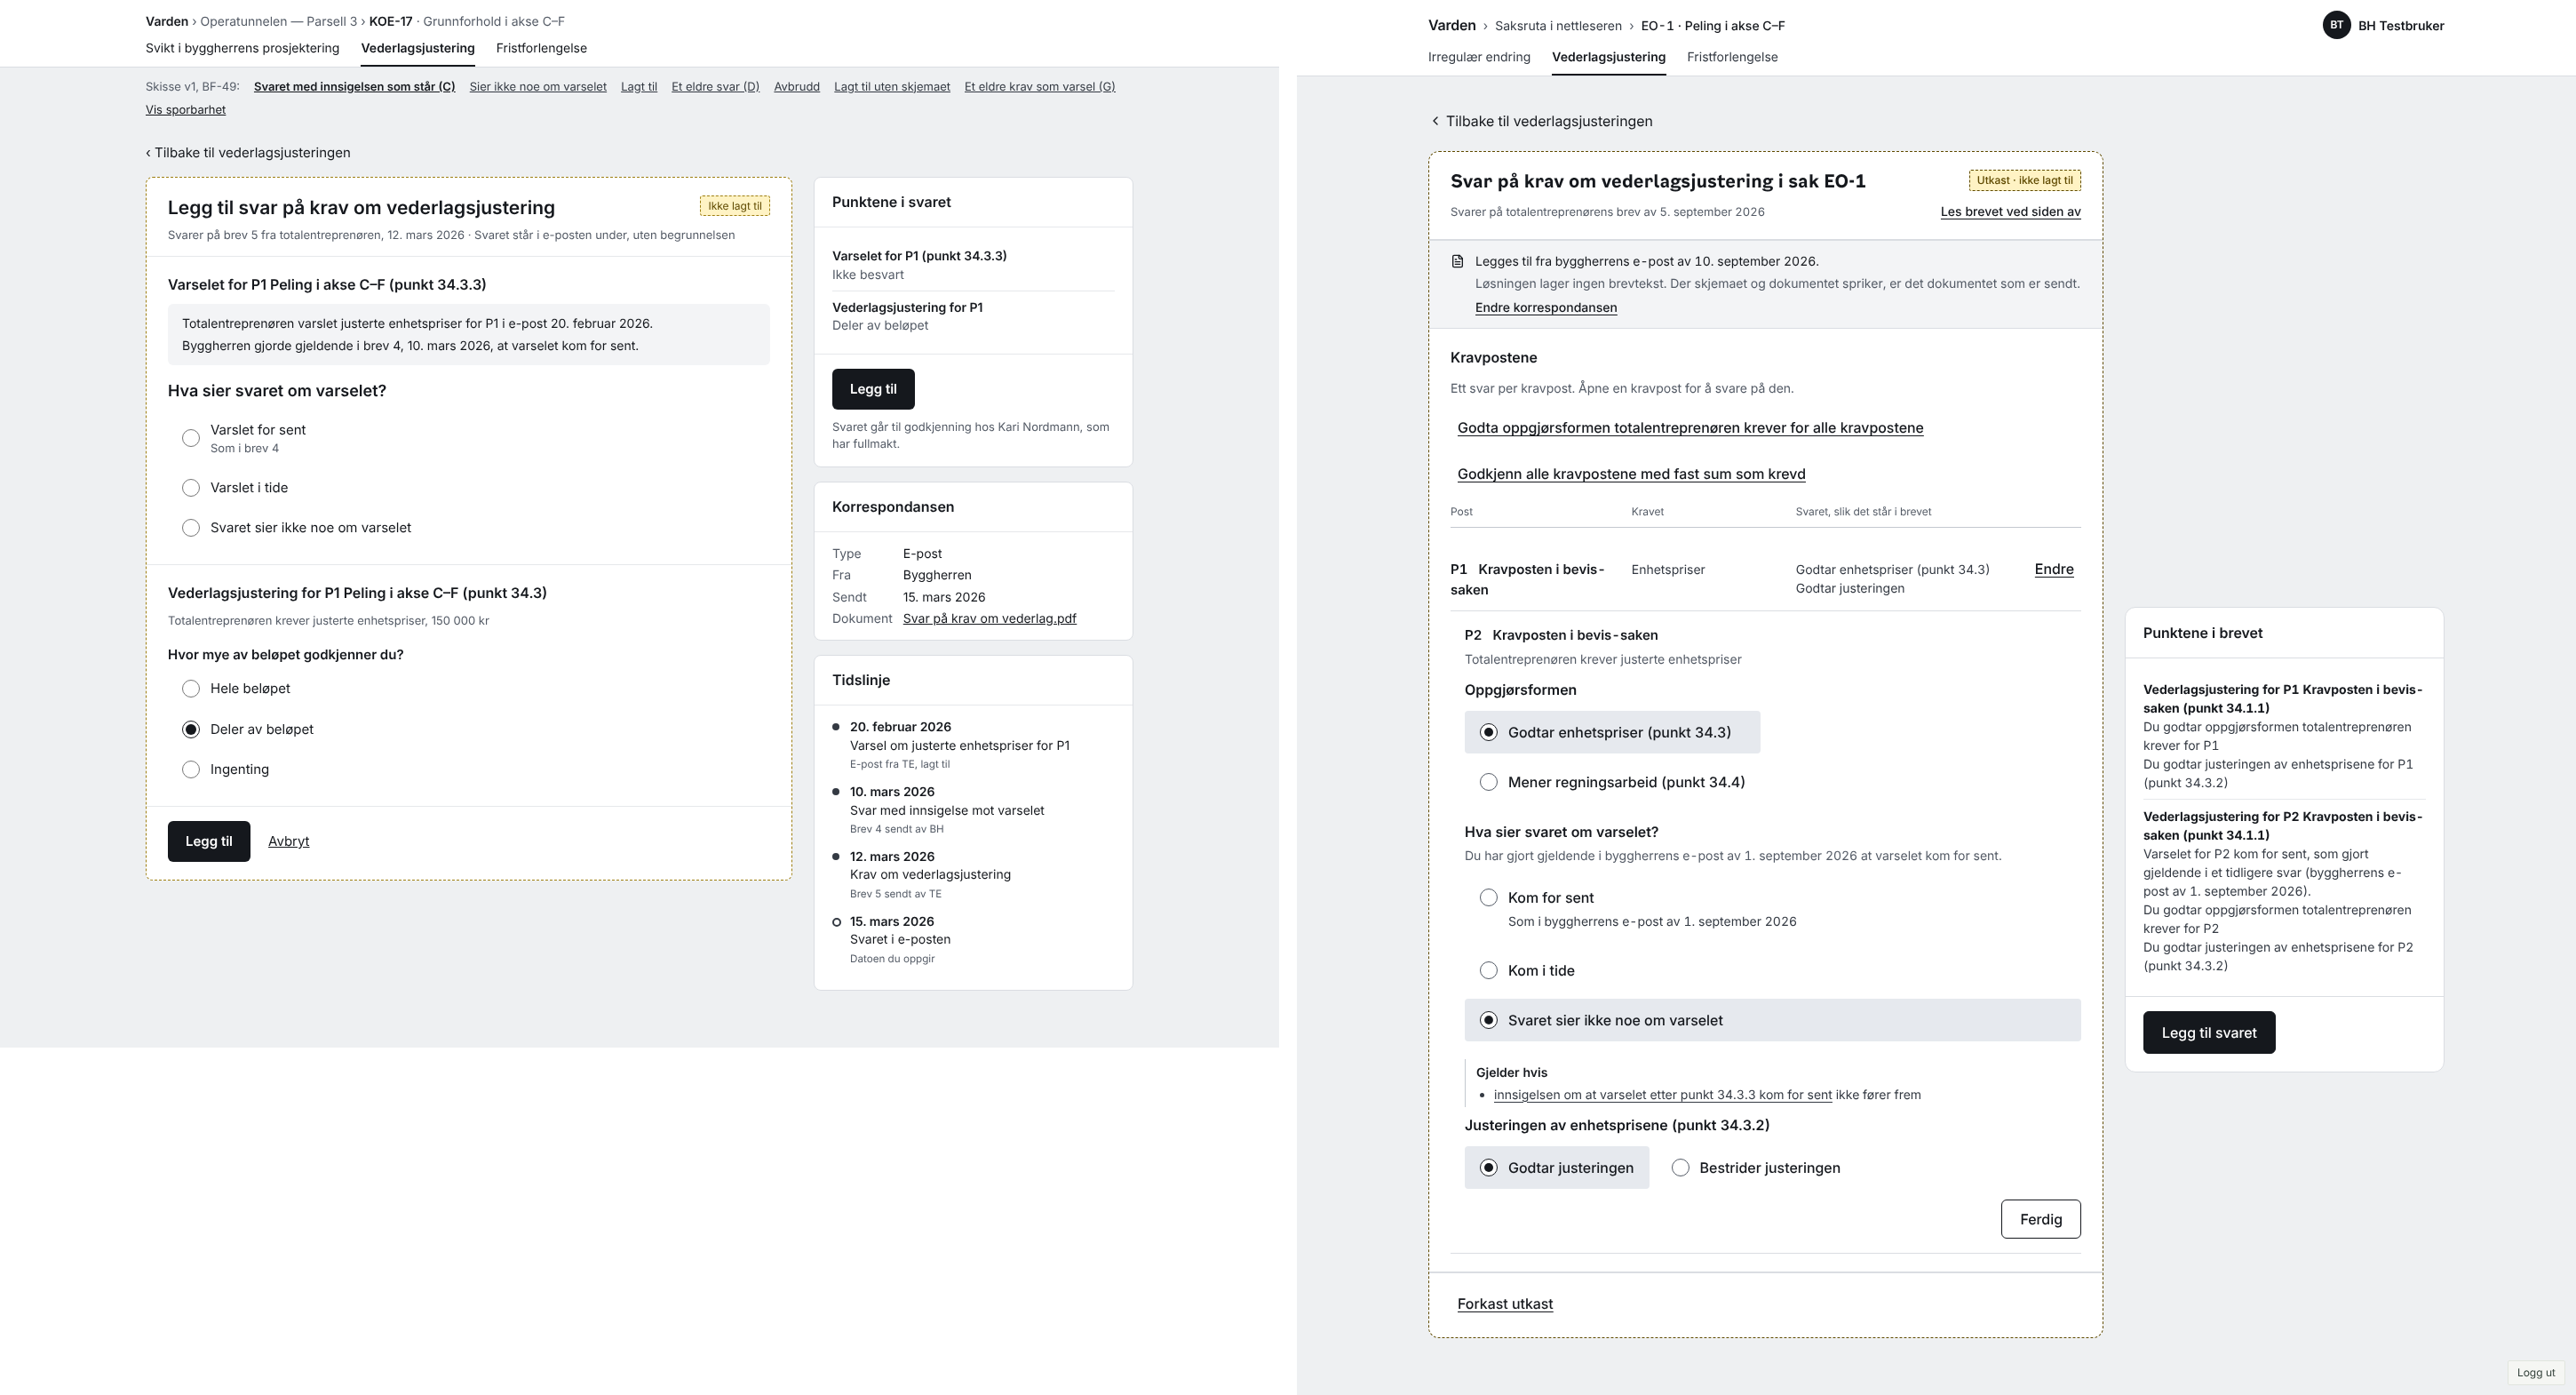 Varden › Operatunnelen — Parsell 3 › KOE-17 · Grunnforhold i akse C–F
Svikt i byggherrens prosjektering Vederlagsjustering Fristforlengelse
Skisse v1, BF-49: Svaret med innsigelsen som står (C) Sier ikke noe om varselet Lagt til Et eldre svar (D) Avbrudd Lagt til uten skjemaet Et eldre krav som varsel (G)
Vis sporbarhet
‹ Tilbake til vederlagsjusteringen
Legg til svar på krav om vederlagsjustering
Ikke lagt til
Svarer på brev 5 fra totalentreprenøren, 12. mars 2026 · Svaret står i e-posten under, uten begrunnelsen
Varselet for P1 Peling i akse C–F (punkt 34.3.3)
Totalentreprenøren varslet justerte enhetspriser for P1 i e-post 20. februar 2026.
Byggherren gjorde gjeldende i brev 4, 10. mars 2026, at varselet kom for sent.
Hva sier svaret om varselet?
Varslet for sent
Som i brev 4
Varslet i tide
Svaret sier ikke noe om varselet
Vederlagsjustering for P1 Peling i akse C–F (punkt 34.3)
Totalentreprenøren krever justerte enhetspriser, 150 000 kr
Hvor mye av beløpet godkjenner du?
Hele beløpet
Deler av beløpet
Ingenting
Legg til Avbryt
Punktene i svaret
Varselet for P1 (punkt 34.3.3)
Ikke besvart
Vederlagsjustering for P1
Deler av beløpet
Legg til
Svaret går til godkjenning hos Kari Nordmann, som
har fullmakt.
Korrespondansen
Type E-post
Fra Byggherren
Sendt 15. mars 2026
Dokument Svar på krav om vederlag.pdf
Tidslinje
20. februar 2026
Varsel om justerte enhetspriser for P1
E-post fra TE, lagt til
10. mars 2026
Svar med innsigelse mot varselet
Brev 4 sendt av BH
12. mars 2026
Krav om vederlagsjustering
Brev 5 sendt av TE
15. mars 2026
Svaret i e-posten
Datoen du oppgir
Varden › Saksruta i nettleseren › EO-1 · Peling i akse C–F
BT BH Testbruker
Irregulær endring Vederlagsjustering Fristforlengelse
‹ Tilbake til vederlagsjusteringen
Svar på krav om vederlagsjustering i sak EO-1
Utkast · ikke lagt til
Svarer på totalentreprenørens brev av 5. september 2026
Les brevet ved siden av
Legges til fra byggherrens e-post av 10. september 2026.
Løsningen lager ingen brevtekst. Der skjemaet og dokumentet spriker, er det dokumentet som er sendt.
Endre korrespondansen
Kravpostene
Ett svar per kravpost. Åpne en kravpost for å svare på den.
Godta oppgjørsformen totalentreprenøren krever for alle kravpostene
Godkjenn alle kravpostene med fast sum som krevd
Post Kravet Svaret, slik det står i brevet
P1 Kravposten i bevis-
saken
Enhetspriser
Godtar enhetspriser (punkt 34.3)
Godtar justeringen
Endre
P2 Kravposten i bevis-saken
Totalentreprenøren krever justerte enhetspriser
Oppgjørsformen
Godtar enhetspriser (punkt 34.3)
Mener regningsarbeid (punkt 34.4)
Hva sier svaret om varselet?
Du har gjort gjeldende i byggherrens e-post av 1. september 2026 at varselet kom for sent.
Kom for sent
Som i byggherrens e-post av 1. september 2026
Kom i tide
Svaret sier ikke noe om varselet
Gjelder hvis
• innsigelsen om at varselet etter punkt 34.3.3 kom for sent ikke fører frem
Justeringen av enhetsprisene (punkt 34.3.2)
Godtar justeringen Bestrider justeringen
Ferdig
Forkast utkast
Punktene i brevet
Vederlagsjustering for P1 Kravposten i bevis-
saken (punkt 34.1.1)
Du godtar oppgjørsformen totalentreprenøren
krever for P1
Du godtar justeringen av enhetsprisene for P1
(punkt 34.3.2)
Vederlagsjustering for P2 Kravposten i bevis-
saken (punkt 34.1.1)
Varselet for P2 kom for sent, som gjort
gjeldende i et tidligere svar (byggherrens e-
post av 1. september 2026).
Du godtar oppgjørsformen totalentreprenøren
krever for P2
Du godtar justeringen av enhetsprisene for P2
(punkt 34.3.2)
Legg til svaret
Logg ut